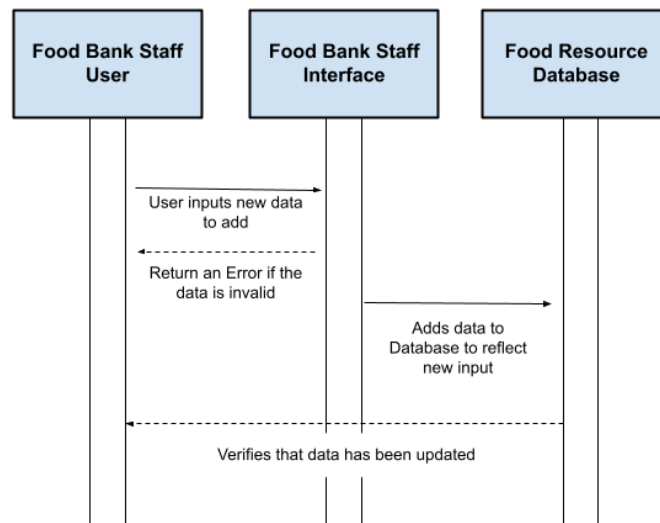 Food Bank Staff
User
Food Bank Staff
Interface
Food Resource
Database
User inputs new data
to add
Return an Error if the
data is invalid
Adds data to
Database to reflect
new input
Verifies that data has been updated